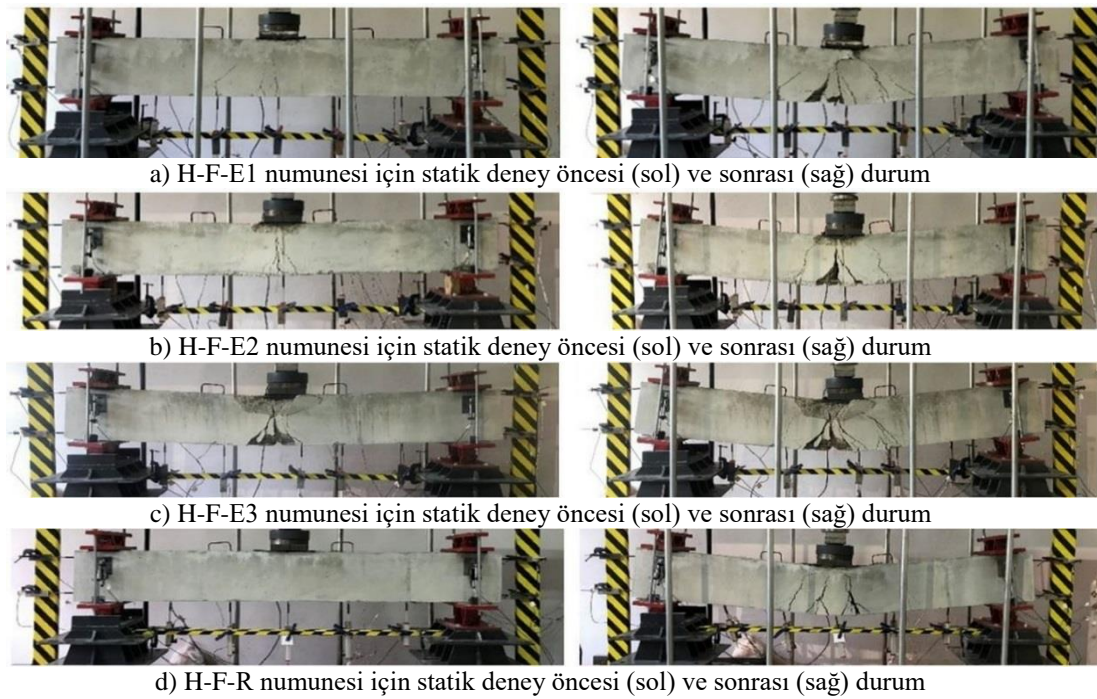 a) H-F-E1 numunesi için statik deney öncesi (sol) ve sonrası (sağ) durum
b) H-F-E2 numunesi için statik deney öncesi (sol) ve sonrası (sağ) durum
c) H-F-E3 numunesi için statik deney öncesi (sol) ve sonrası (sağ) durum
d) H-F-R numunesi için statik deney öncesi (sol) ve sonrası (sağ) durum